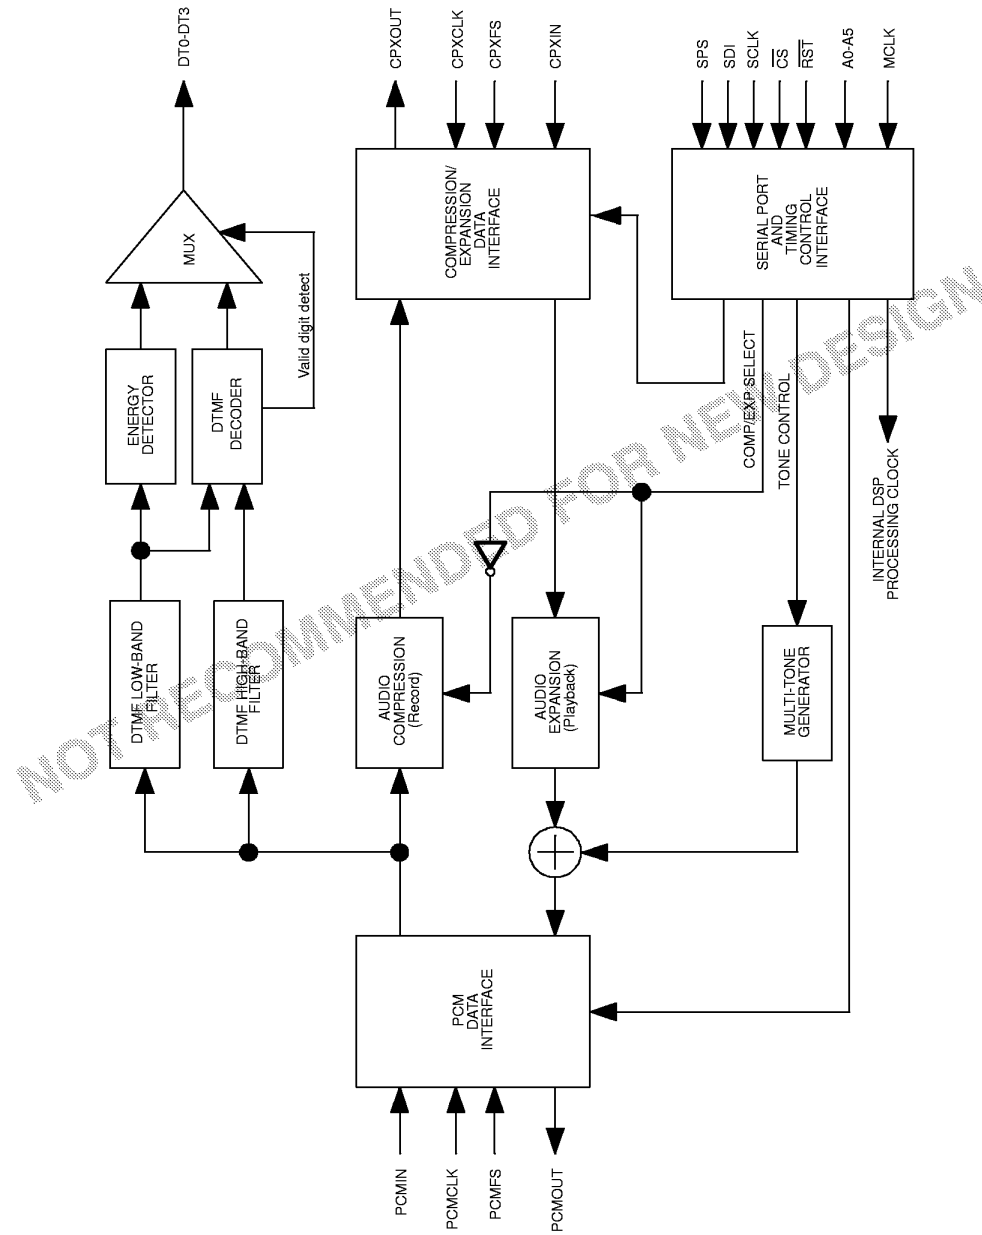 DT0-DT3
CPXOUT
CPXCLK
CPXFS
CPXIN
SPS
SDI
SCLK
CS
RST
A0-A5
MCLK
MUX
Valid digit detect
COMPRESSION/
EXPANSION
DATA
INTERFACE
SERIAL PORT
AND
TIMING
CONTROL
INTERFACE
ENERGY
DETECTOR
DTMF
DECODER
COMP/EXP SELECT
TONE CONTROL
INTERNAL DSP
PROCESSING CLOCK
DTMF LOW-BAND
FILTER
DTMF HIGH-BAND
FILTER
AUDIO
COMPRESSION
(Record)
AUDIO
EXPANSION
(Playback)
MULTI-TONE
GENERATOR
PCM
DATA
INTERFACE
PCMIN
PCMCLK
PCMFS
PCMOUT
NOT RECOMMENDED FOR NEW DESIGN